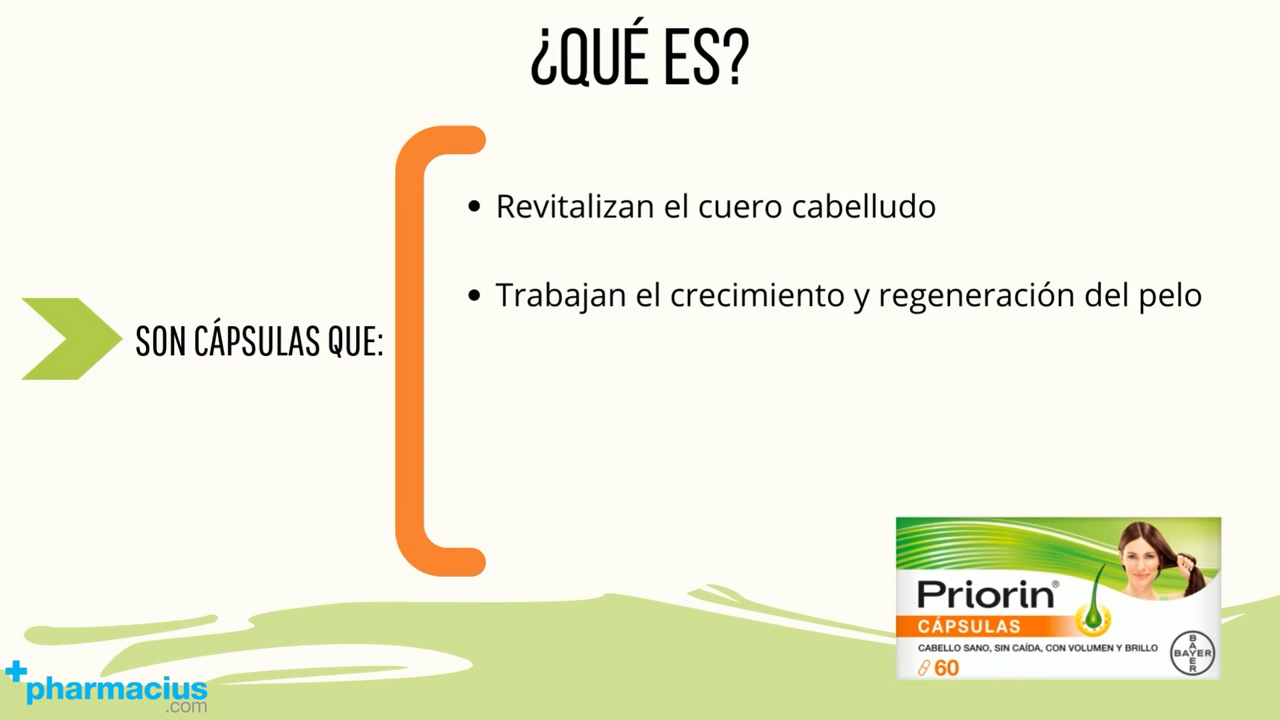 ¿QUÉ ES?
• Revitalizan el cuero cabelludo
• Trabajan el crecimiento y regeneración del pelo
SON CÁPSULAS QUE:
Priorin®
CÁPSULAS
CABELLO SANO, SIN CAÍDA, CON VOLUMEN Y BRILLO
60
BAYER
BAYER
+pharmacius
.com